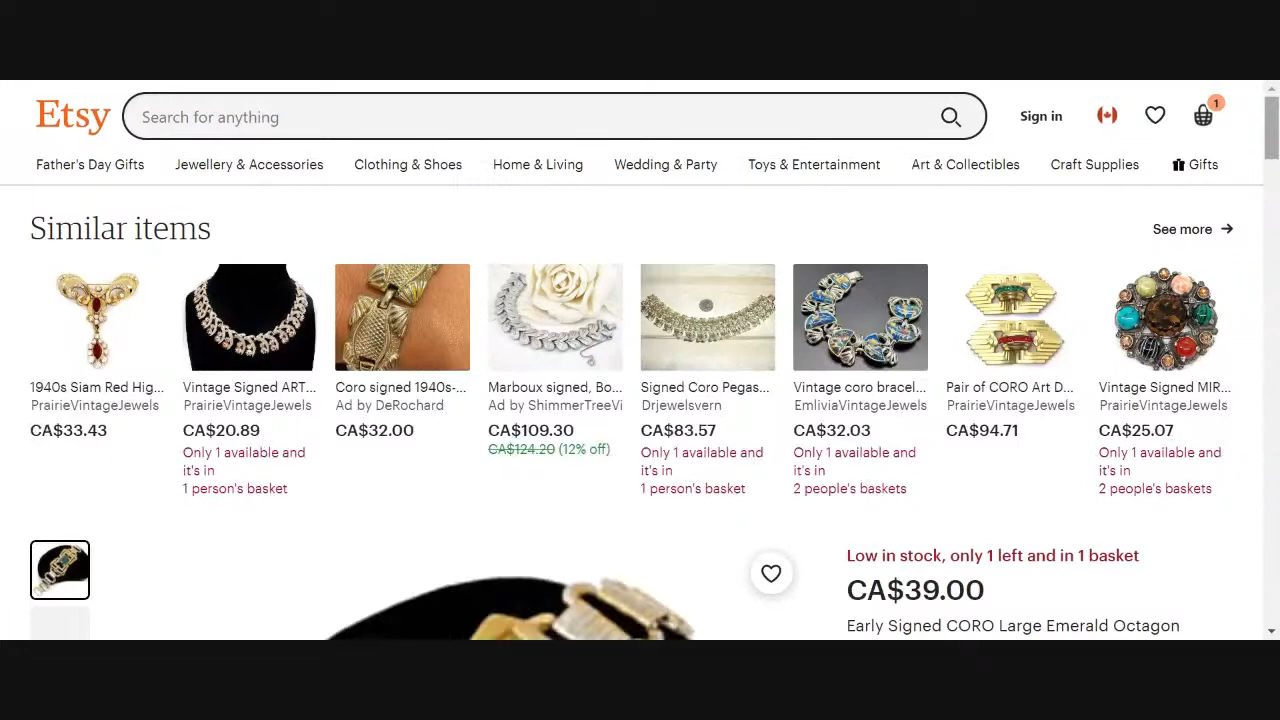 Etsy
Search for anything
Sign in
1
Father's Day Gifts
Jewellery & Accessories
Clothing & Shoes
Home & Living
Wedding & Party
Toys & Entertainment
Art & Collectibles
Craft Supplies
Gifts
Similar items
See more
1940s Siam Red Hig...
PrairieVintageJewels
CA$33.43
Vintage Signed ART...
PrairieVintageJewels
CA$20.89
Only 1 available and
it's in
1 person's basket
Coro signed 1940s-...
Ad by DeRochard
CA$32.00
Marboux signed, Bo...
Ad by ShimmerTreeVi
CA$109.30
CA$124.20 (12% off)
Signed Coro Pegas...
Drjewelsvern
CA$83.57
Only 1 available and
it's in
1 person's basket
Vintage coro bracel...
EmliviaVintageJewels
CA$32.03
Only 1 available and
it's in
2 people's baskets
Pair of CORO Art D...
PrairieVintageJewels
CA$94.71
Vintage Signed MIR...
PrairieVintageJewels
CA$25.07
Only 1 available and
it's in
2 people's baskets
Low in stock, only 1 left and in 1 basket
CA$39.00
Early Signed CORO Large Emerald Octagon